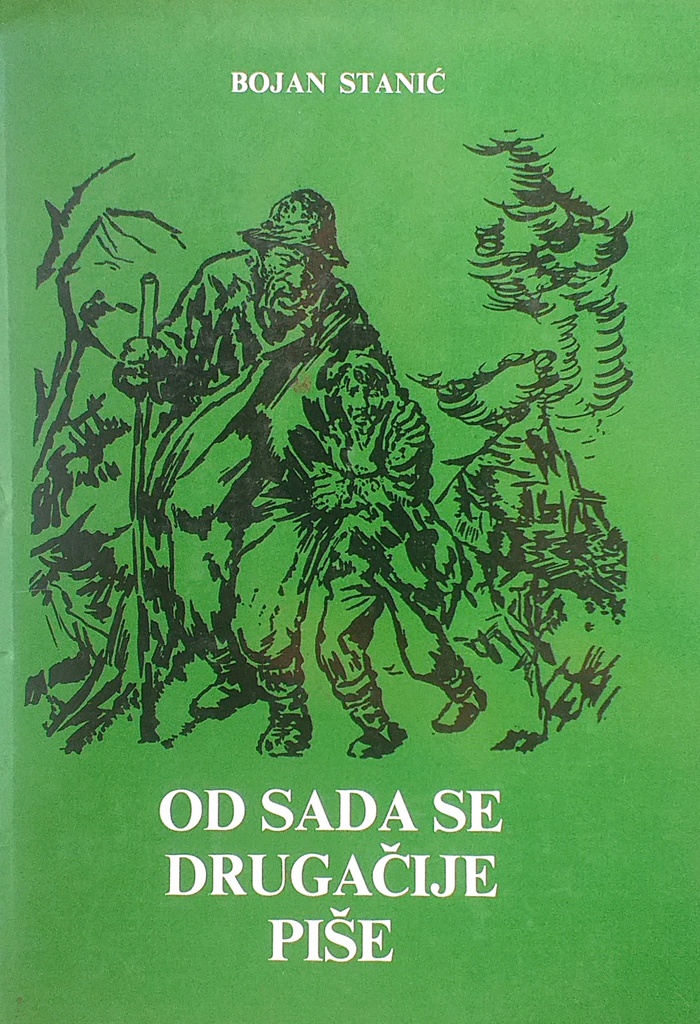 BOJAN STANIĆ
OD SADA SE
DRUGAČIJE
PIŠE